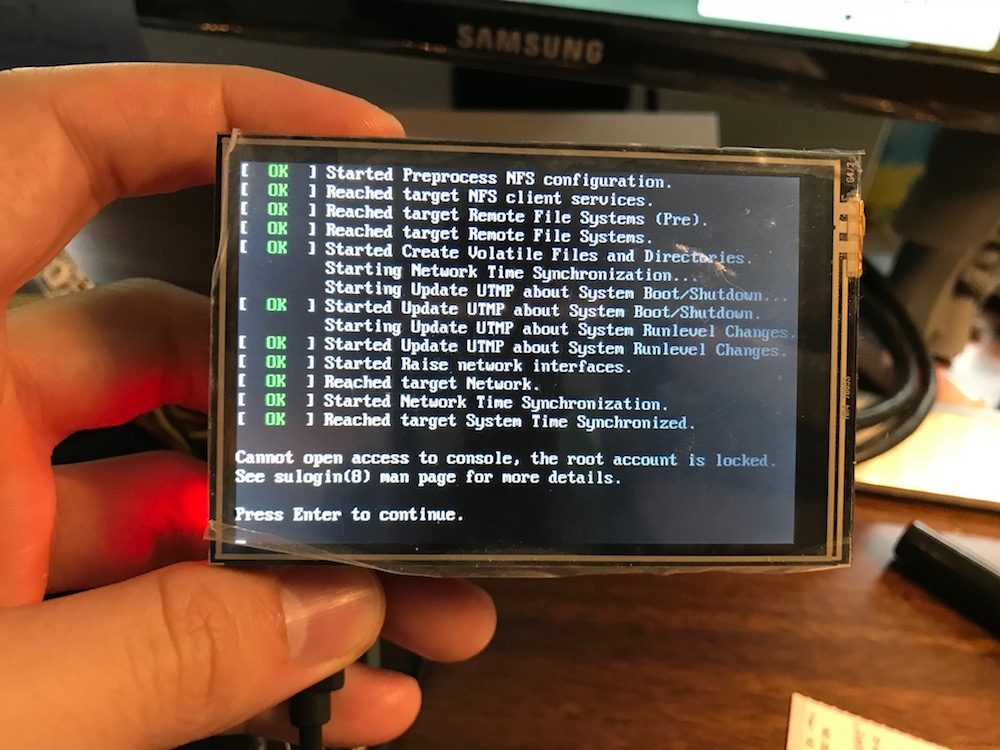 SAMSUNG
[ OK ] Started Preprocess NFS configuration.
[ OK ] Reached target NFS client services.
[ OK ] Reached target Remote File Systems (Pre).
[ OK ] Reached target Remote File Systems.
[ OK ] Started Create Volatile Files and Directories.
Starting Network Time Synchronization...
Starting Update UTMP about System Boot/Shutdown...
[ OK ] Started Update UTMP about System Boot/Shutdown.
Starting Update UTMP about System Runlevel Changes.
[ OK ] Started Update UTMP about System Runlevel Changes.
[ OK ] Started Raise network interfaces.
[ OK ] Reached target Network.
[ OK ] Started Network Time Synchronization.
[ OK ] Reached target System Time Synchronized.
Cannot open access to console, the root account is locked.
See sulogin(8) man page for more details.
Press Enter to continue.